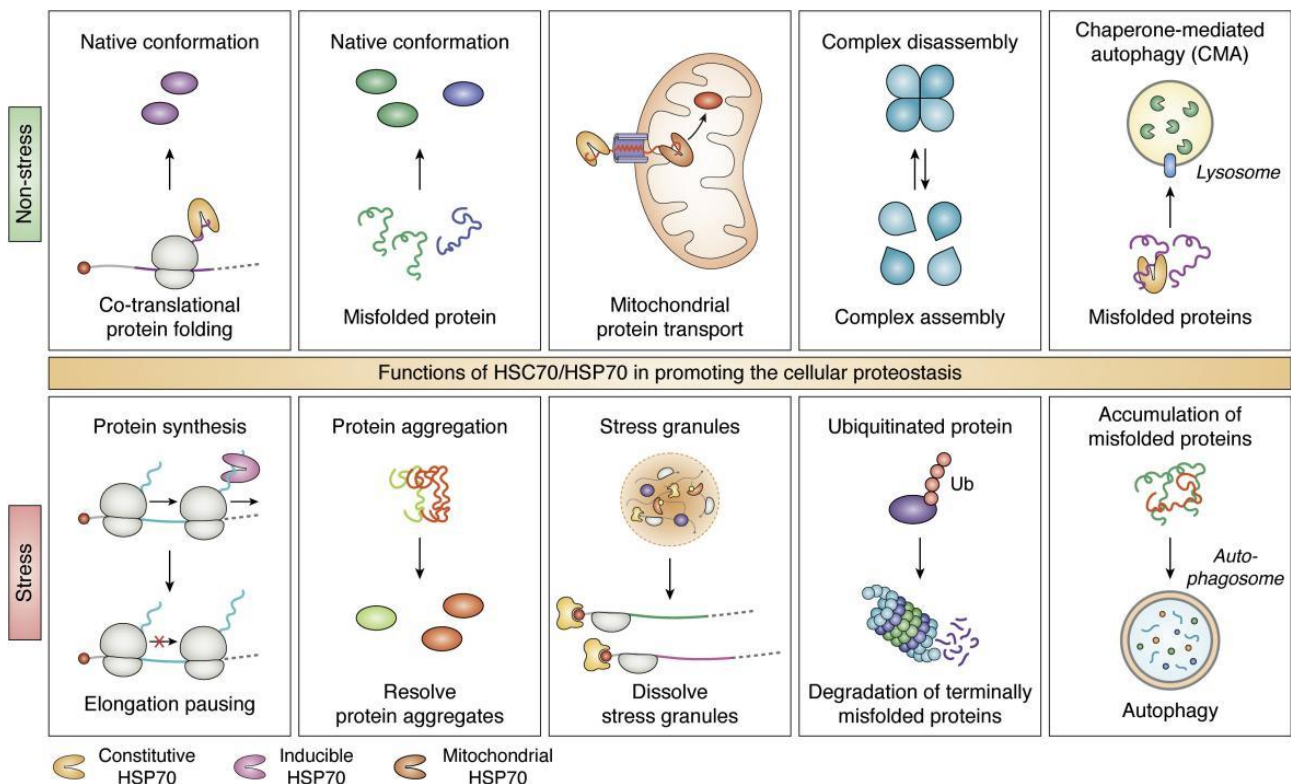 Non-stress
Native conformation
Co-translational
protein folding
Native conformation
Misfolded protein
Mitochondrial
protein transport
Complex disassembly
Complex assembly
Chaperone-mediated
autophagy (CMA)
Lysosome
Misfolded proteins
Functions of HSC70/HSP70 in promoting the cellular proteostasis
Stress
Protein synthesis
Elongation pausing
Protein aggregation
Resolve
protein aggregates
Stress granules
Dissolve
stress granules
Ubiquitinated protein
Ub
Degradation of terminally
misfolded proteins
Accumulation of
misfolded proteins
Auto-
phagosome
Autophagy
Constitutive
HSP70
Inducible
HSP70
Mitochondrial
HSP70